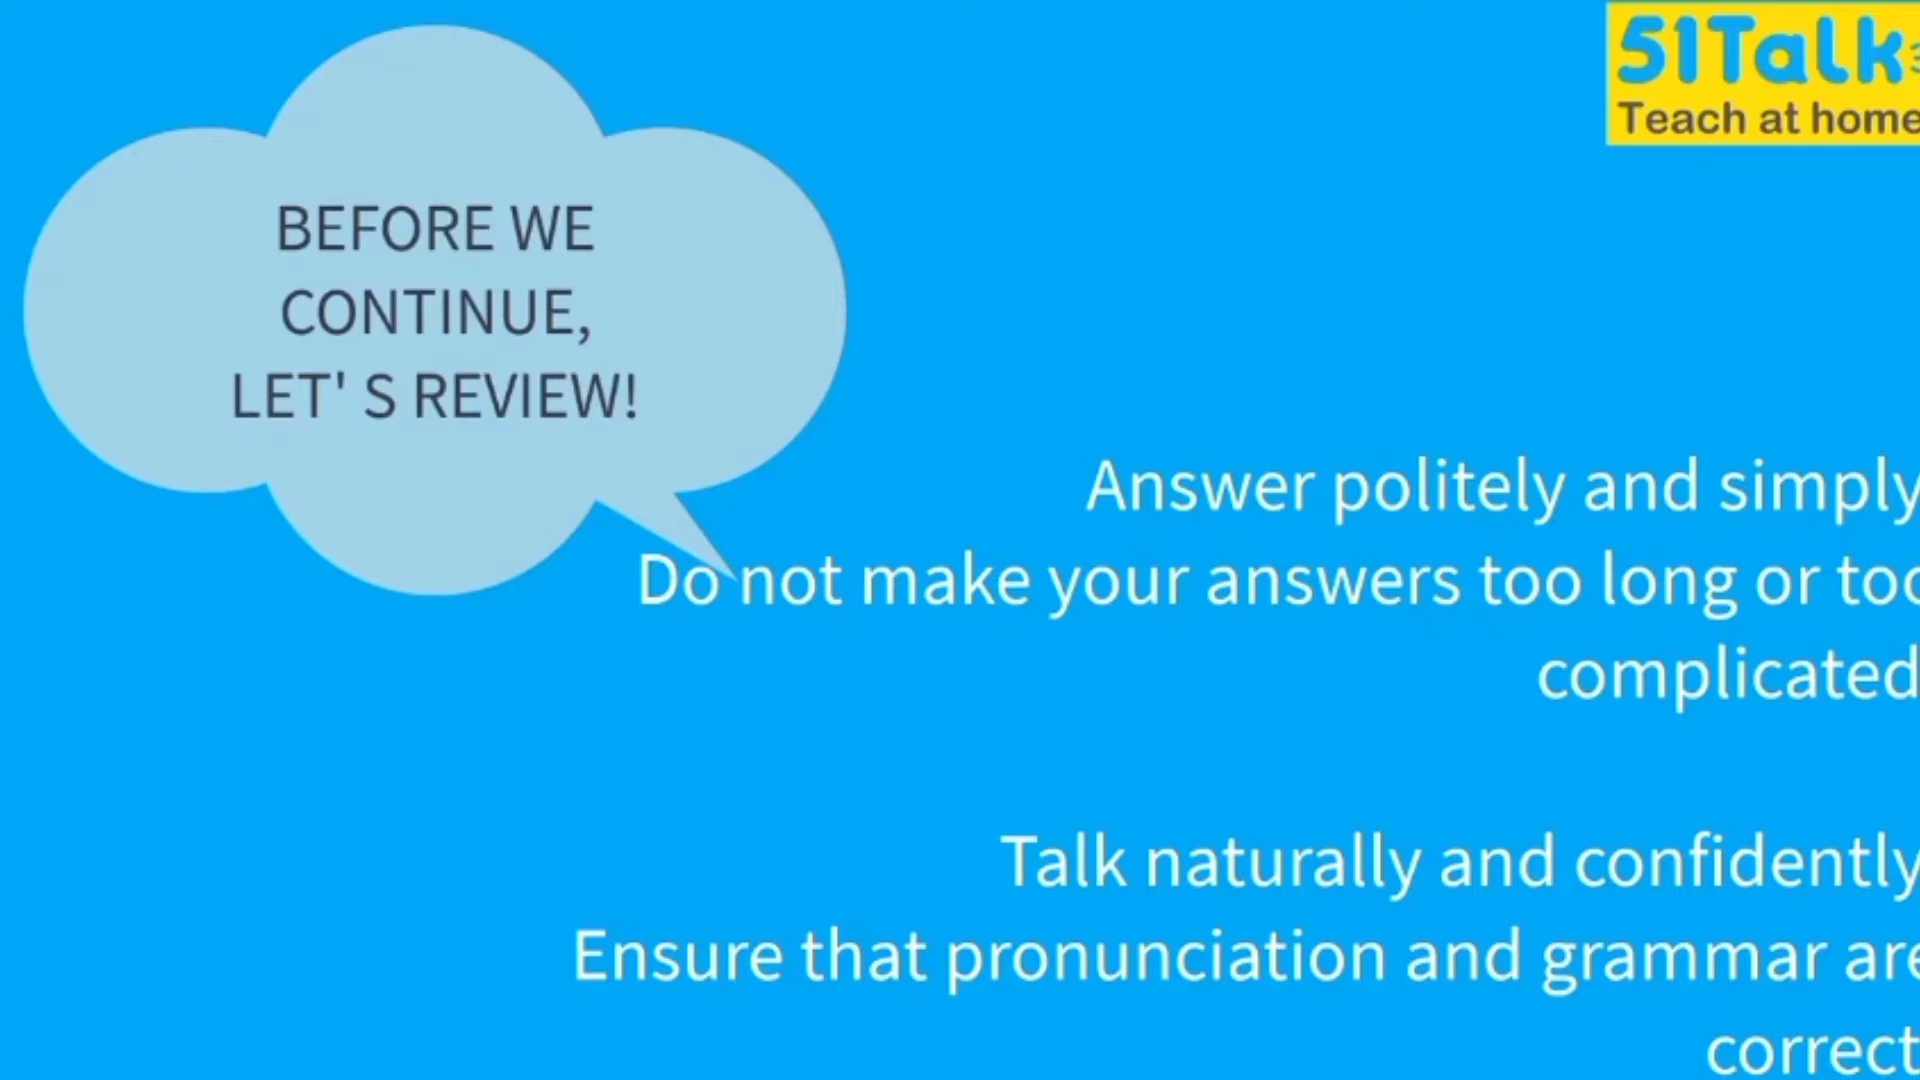 51Talk
Teach at home
BEFORE WE
CONTINUE,
LET' S REVIEW!
Answer politely and simply
Do not make your answers too long or too
complicated
Talk naturally and confidently
Ensure that pronunciation and grammar are
correct